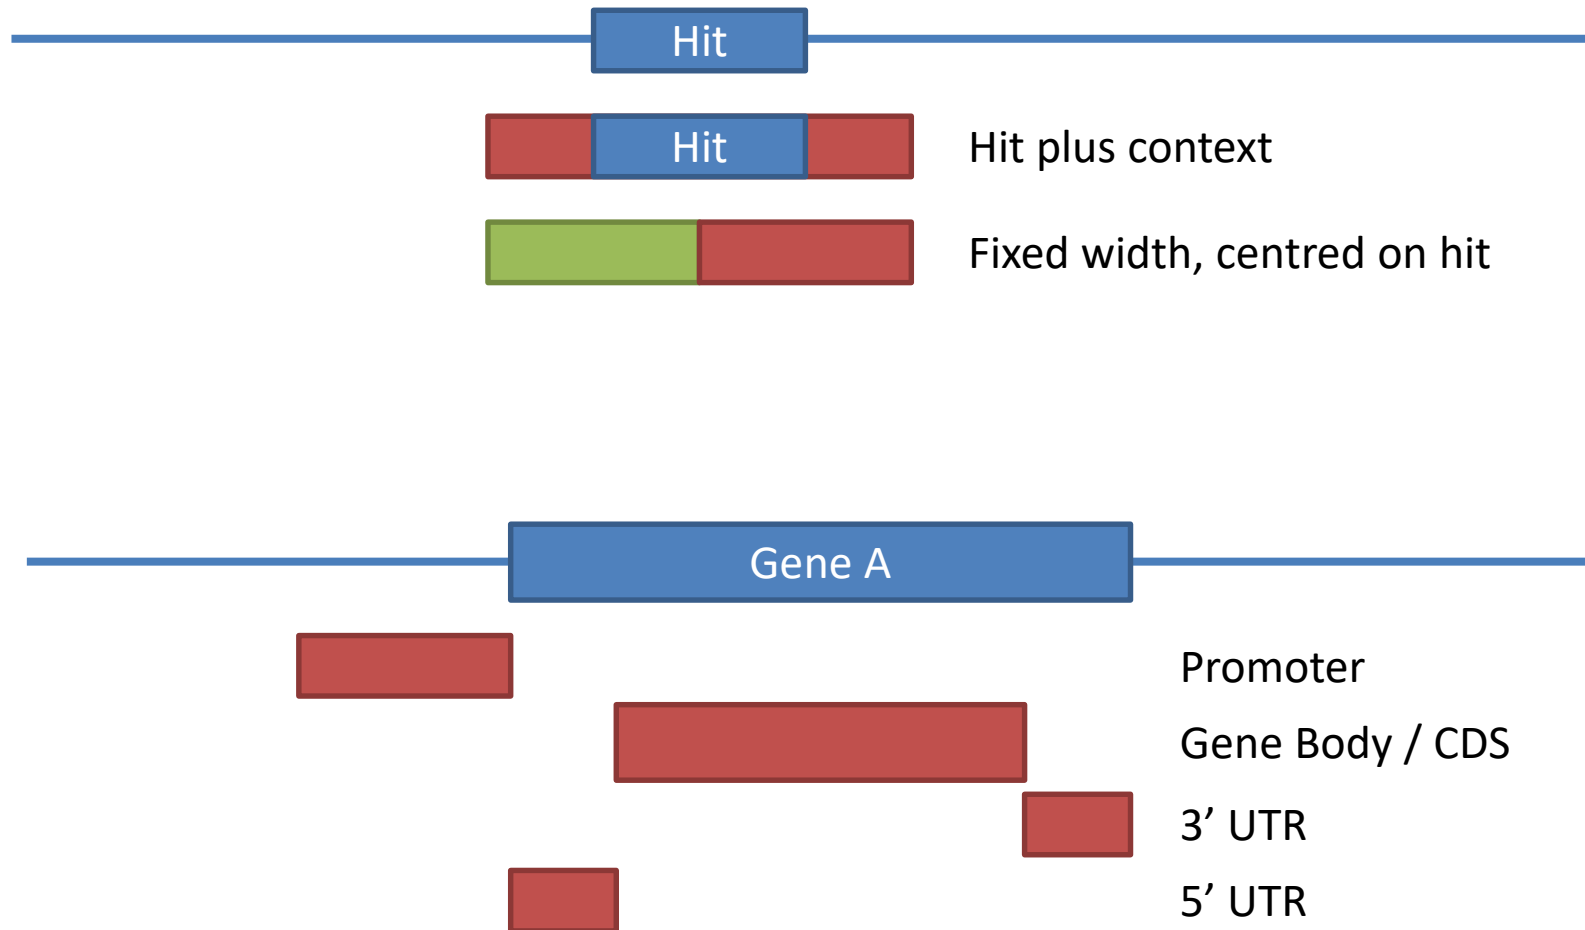 Hit
Hit Hit plus context
Fixed width, centred on hit
Gene A
Promoter
Gene Body / CDS
3’ UTR
5’ UTR